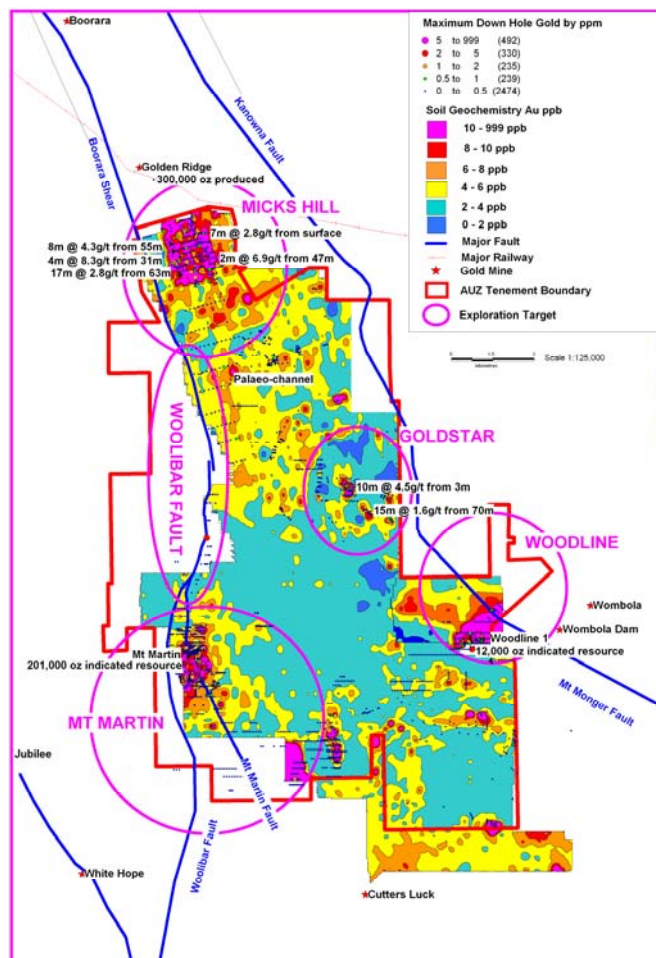 Boorara
Maximum Down Hole Gold by ppm
5 to 999 (492)
2 to 5 (330)
1 to 2 (235)
0.5 to 1 (239)
0 to 0.5 (2474)
Soil Geochemistry Au ppb
10 - 999 ppb
8 - 10 ppb
6 - 8 ppb
4 - 6 ppb
2 - 4 ppb
0 - 2 ppb
Major Fault
Major Railway
Gold Mine
AUZ Tenement Boundary
Exploration Target
Scale 1:125,000
kilometres
Kanowna Fault
Boorara Shear
Golden Ridge
-300,000 oz produced
MICKS HILL
7m @ 2.8g/t from surface
8m @ 4.3g/t from 55m
4m @ 8.3g/t from 31m
2m @ 6.9g/t from 47m
17m @ 2.8g/t from 63m
Palaeo-channel
WOOLIBAR FAULT
GOLDSTAR
10m @ 4.5g/t from 3m
15m @ 1.6g/t from 70m
WOODLINE
Wombola
Wombola Dam
Woodline 1
12,000 oz indicated resource
Mt Martin
201,000 oz indicated resource
MT MARTIN
Mt Monger Fault
Jubilee
Mt Martin Fault
Woolibar Fault
White Hope
Cutters Luck